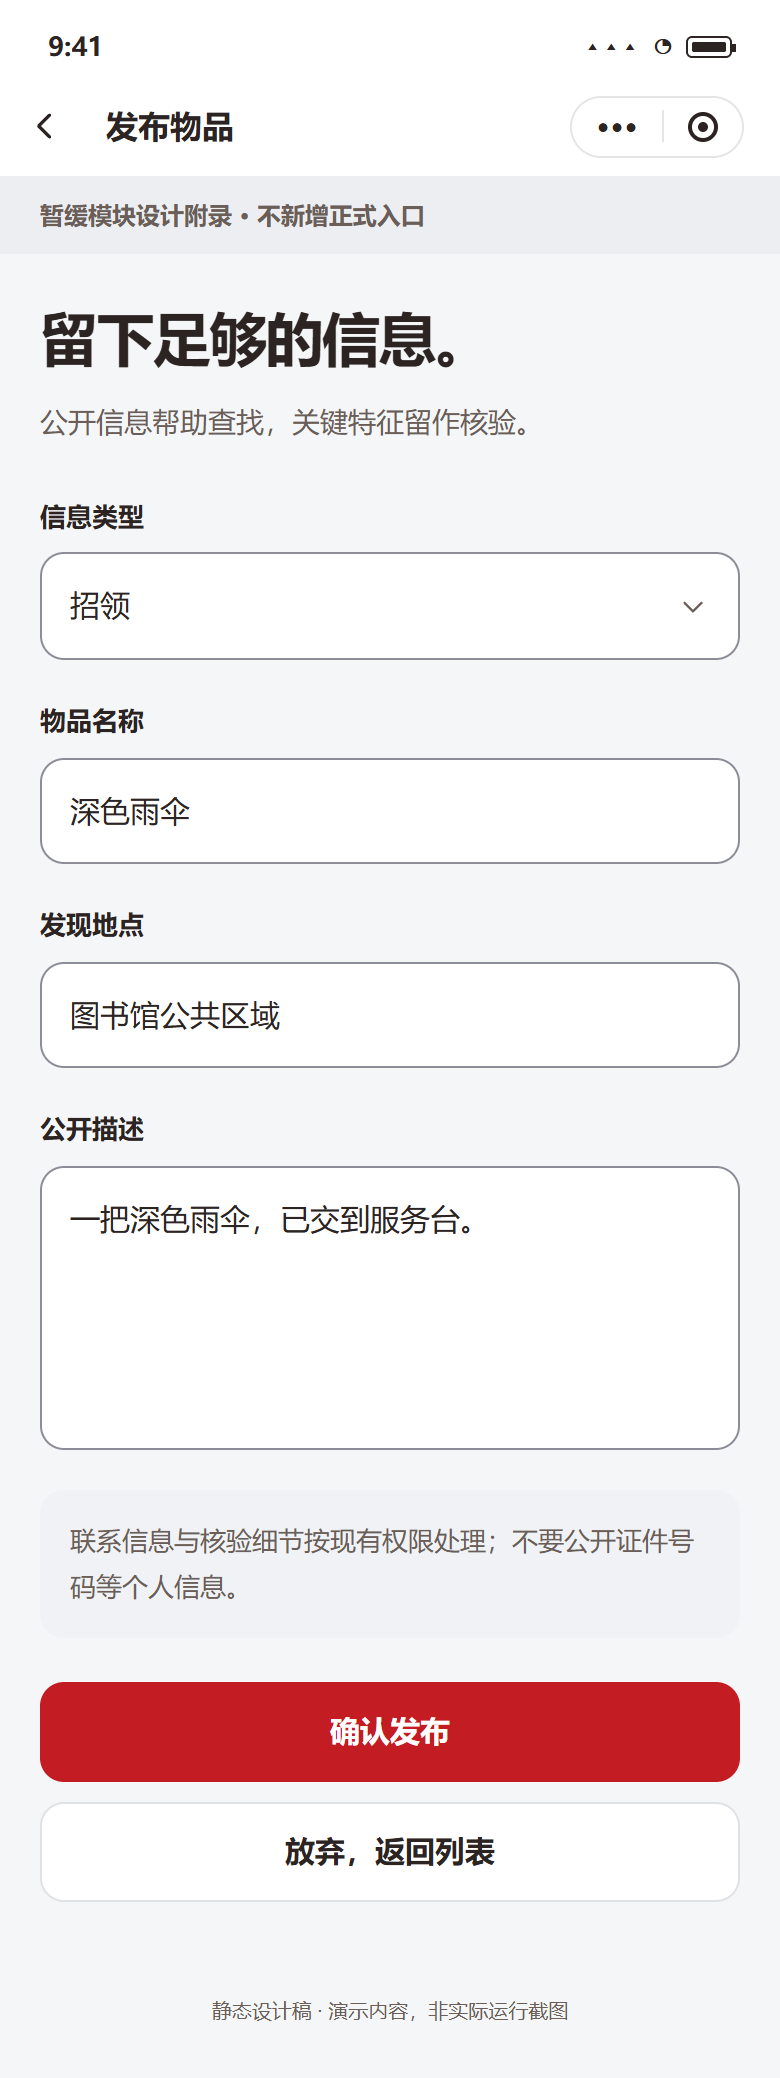 9:41
发布物品
暂缓模块设计附录 • 不新增正式入口
留下足够的信息。
公开信息帮助查找，关键特征留作核验。
信息类型
招领
物品名称
深色雨伞
发现地点
图书馆公共区域
公开描述
一把深色雨伞，已交到服务台。
联系信息与核验细节按现有权限处理；不要公开证件号
码等个人信息。
确认发布
放弃，返回列表
静态设计稿 · 演示内容，非实际运行截图